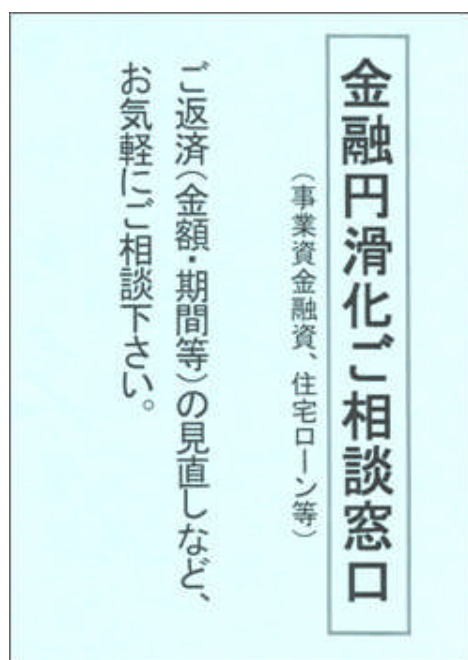 金融円滑化ご相談窓口
（事業資金融資、住宅ローン等）
ご返済（金額・期間等）の見直しなど、
お気軽にご相談下さい。